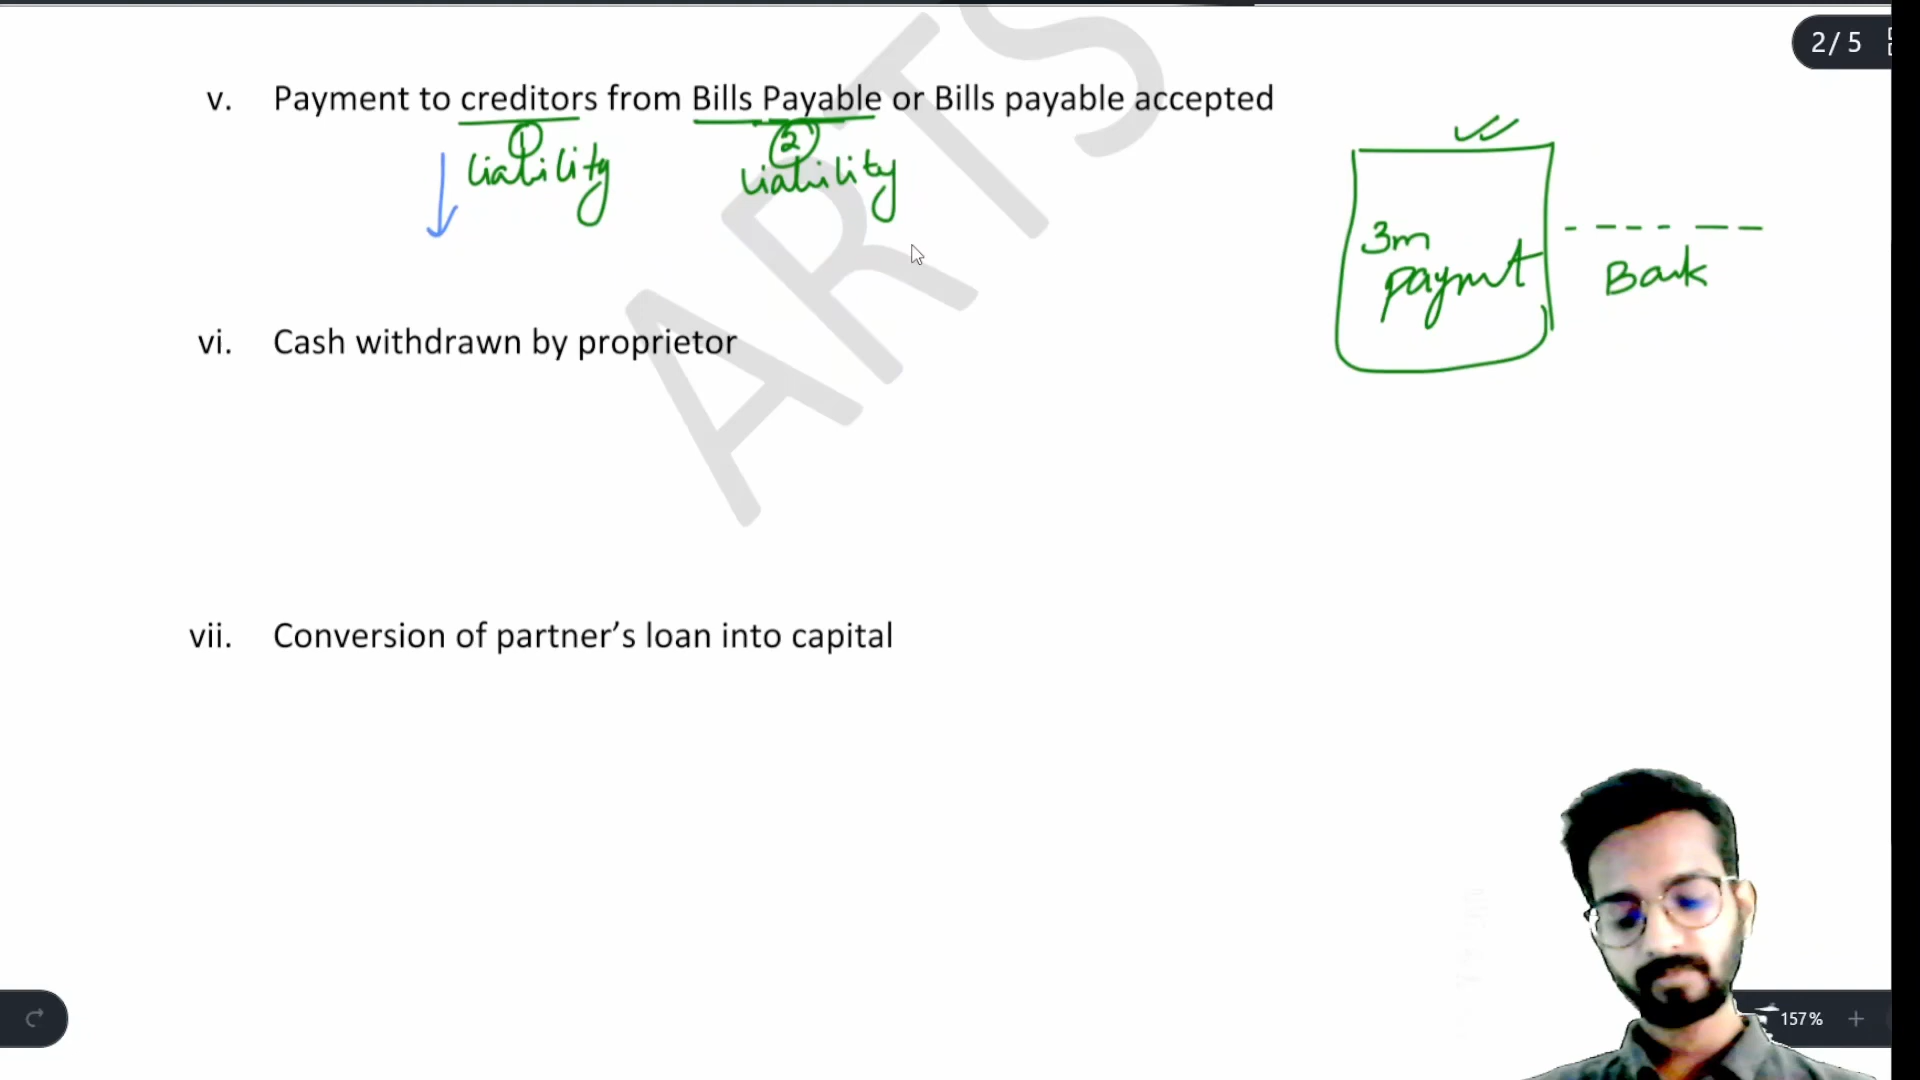 2/5
v. Payment to creditors from Bills Payable or Bills payable accepted
① ②
liability liability
3m
paymt
Bank
vi. Cash withdrawn by proprietor
vii. Conversion of partner’s loan into capital
ARTS
157% +